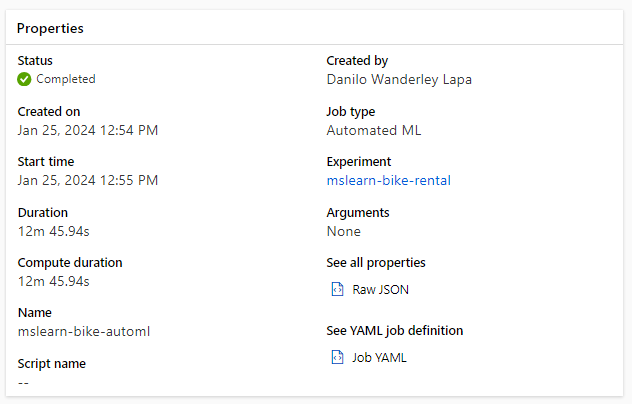 Properties
Status
Completed
Created on
Jan 25, 2024 12:54 PM
Start time
Jan 25, 2024 12:55 PM
Duration
12m 45.94s
Compute duration
12m 45.94s
Name
mslearn-bike-automl
Script name
--
Created by
Danilo Wanderley Lapa
Job type
Automated ML
Experiment
mslearn-bike-rental
Arguments
None
See all properties
Raw JSON
See YAML job definition
Job YAML